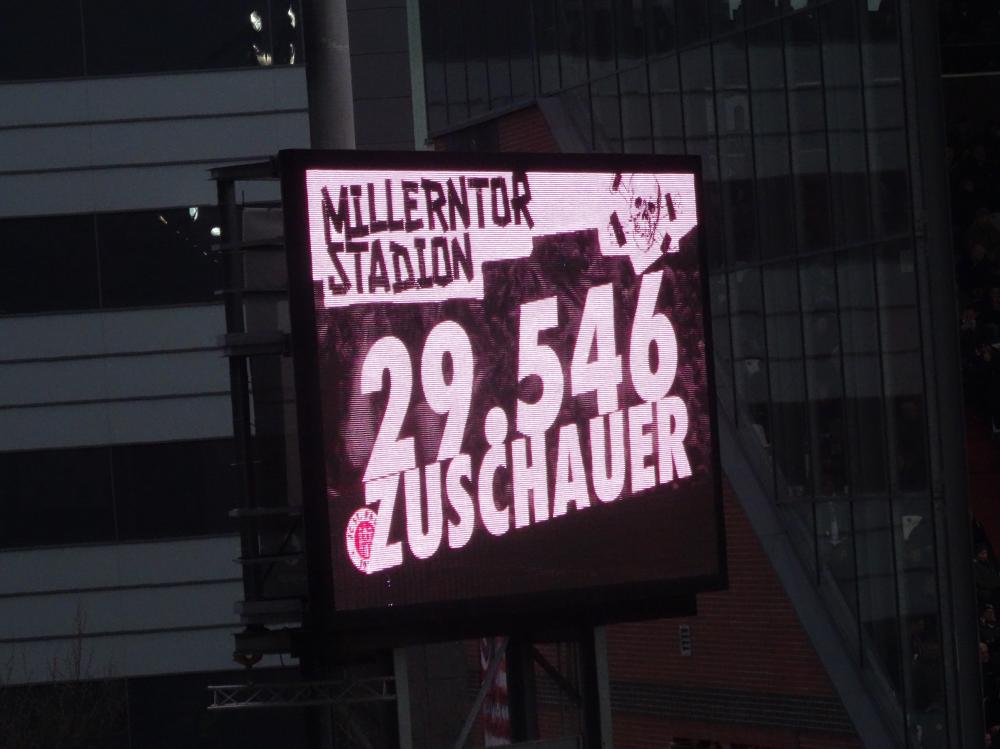 MILLERNTOR
STADION
29.546
ZUSCHAUER